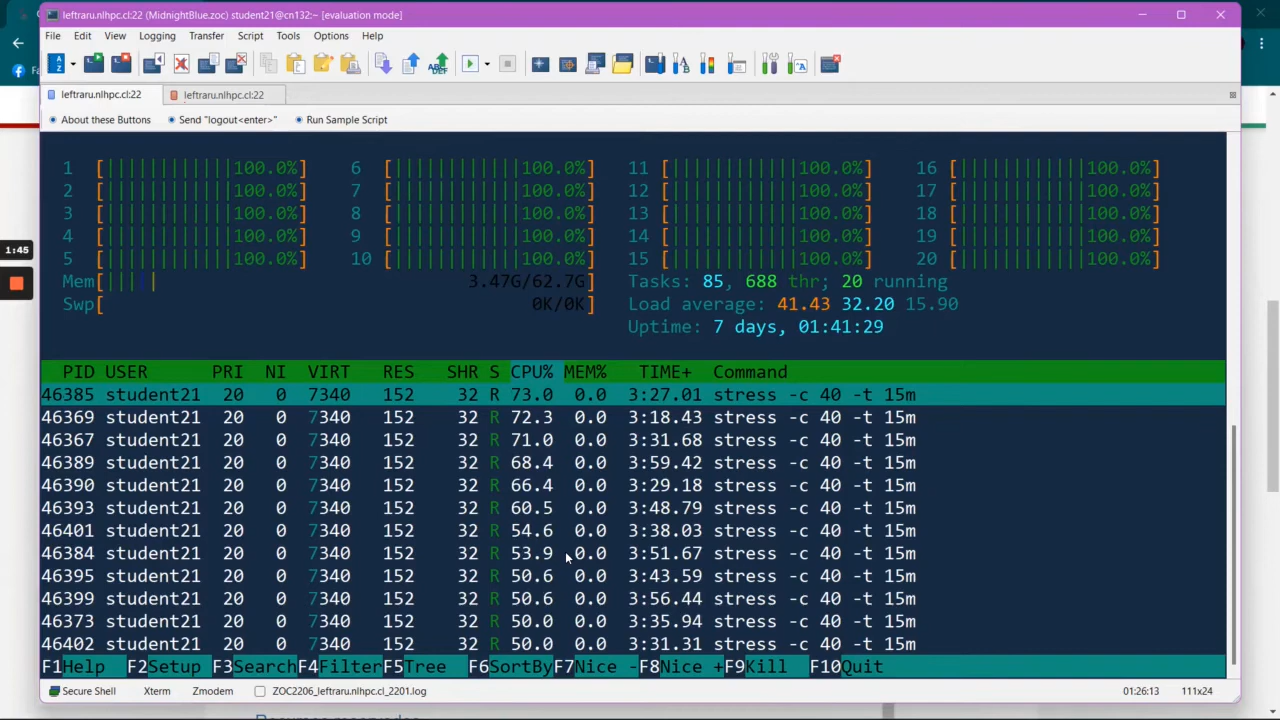 leftraru.nlhpc.cl:22 (MidnightBlue.zoc) student21@cn132:~ [evaluation mode]
File Edit View Logging Transfer Script Tools Options Help
leftraru.nlhpc.cl:22 leftraru.nlhpc.cl:22
About these Buttons Send "logout<enter>" Run Sample Script
1 [||||||||||||100.0%] 6 [||||||||||||100.0%] 11 [||||||||||||100.0%] 16 [||||||||||||100.0%]
2 [||||||||||||100.0%] 7 [||||||||||||100.0%] 12 [||||||||||||100.0%] 17 [||||||||||||100.0%]
3 [||||||||||||100.0%] 8 [||||||||||||100.0%] 13 [||||||||||||100.0%] 18 [||||||||||||100.0%]
4 [||||||||||||100.0%] 9 [||||||||||||100.0%] 14 [||||||||||||100.0%] 19 [||||||||||||100.0%]
5 [||||||||||||100.0%] 10 [||||||||||||100.0%] 15 [||||||||||||100.0%] 20 [||||||||||||100.0%]
1:45
Mem[||| | 3.47G/62.7G] Tasks: 85, 688 thr; 20 running
Swp[ 0K/0K] Load average: 41.43 32.20 15.90
Uptime: 7 days, 01:41:29
PID USER PRI NI VIRT RES SHR S CPU% MEM% TIME+ Command
46385 student21 20 0 7340 152 32 R 73.0 0.0 3:27.01 stress -c 40 -t 15m
46369 student21 20 0 7340 152 32 R 72.3 0.0 3:18.43 stress -c 40 -t 15m
46367 student21 20 0 7340 152 32 R 71.0 0.0 3:31.68 stress -c 40 -t 15m
46389 student21 20 0 7340 152 32 R 68.4 0.0 3:59.42 stress -c 40 -t 15m
46390 student21 20 0 7340 152 32 R 66.4 0.0 3:29.18 stress -c 40 -t 15m
46393 student21 20 0 7340 152 32 R 60.5 0.0 3:48.79 stress -c 40 -t 15m
46401 student21 20 0 7340 152 32 R 54.6 0.0 3:38.03 stress -c 40 -t 15m
46384 student21 20 0 7340 152 32 R 53.9 0.0 3:51.67 stress -c 40 -t 15m
46395 student21 20 0 7340 152 32 R 50.6 0.0 3:43.59 stress -c 40 -t 15m
46399 student21 20 0 7340 152 32 R 50.6 0.0 3:56.44 stress -c 40 -t 15m
46373 student21 20 0 7340 152 32 R 50.0 0.0 3:35.94 stress -c 40 -t 15m
46402 student21 20 0 7340 152 32 R 50.0 0.0 3:31.31 stress -c 40 -t 15m
F1Help F2Setup F3SearchF4FilterF5Tree F6SortByF7Nice -F8Nice +F9Kill F10Quit
Secure Shell Xterm Zmodem ZOC2206_leftraru.nlhpc.cl_2201.log 01:26:13 111x24